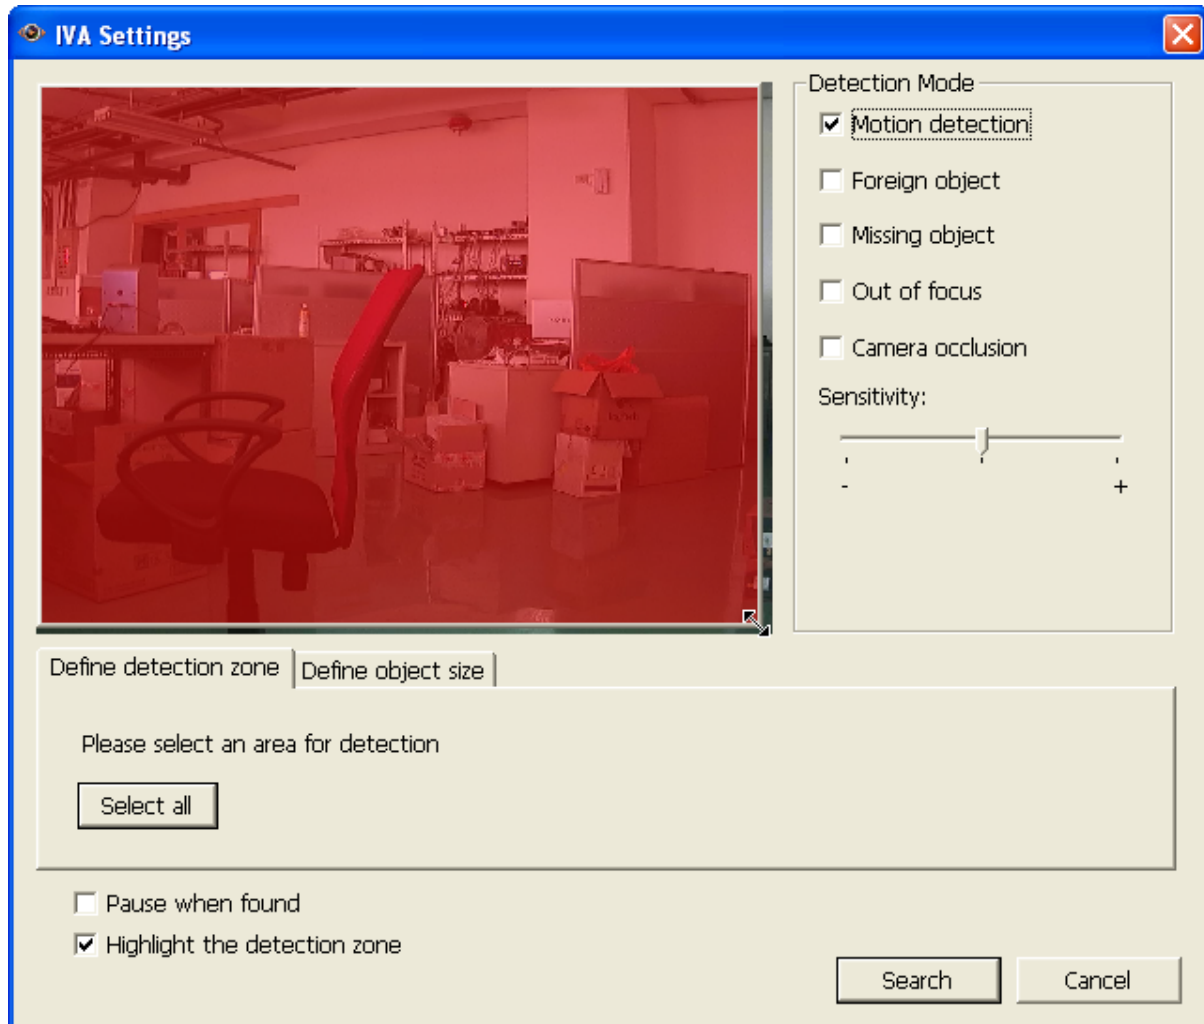 IVA Settings
Detection Mode
Motion detection
Foreign object
Missing object
Out of focus
Camera occlusion
Sensitivity:
- +
Define detection zone
Define object size
Please select an area for detection
Select all
Pause when found
Highlight the detection zone
Search
Cancel